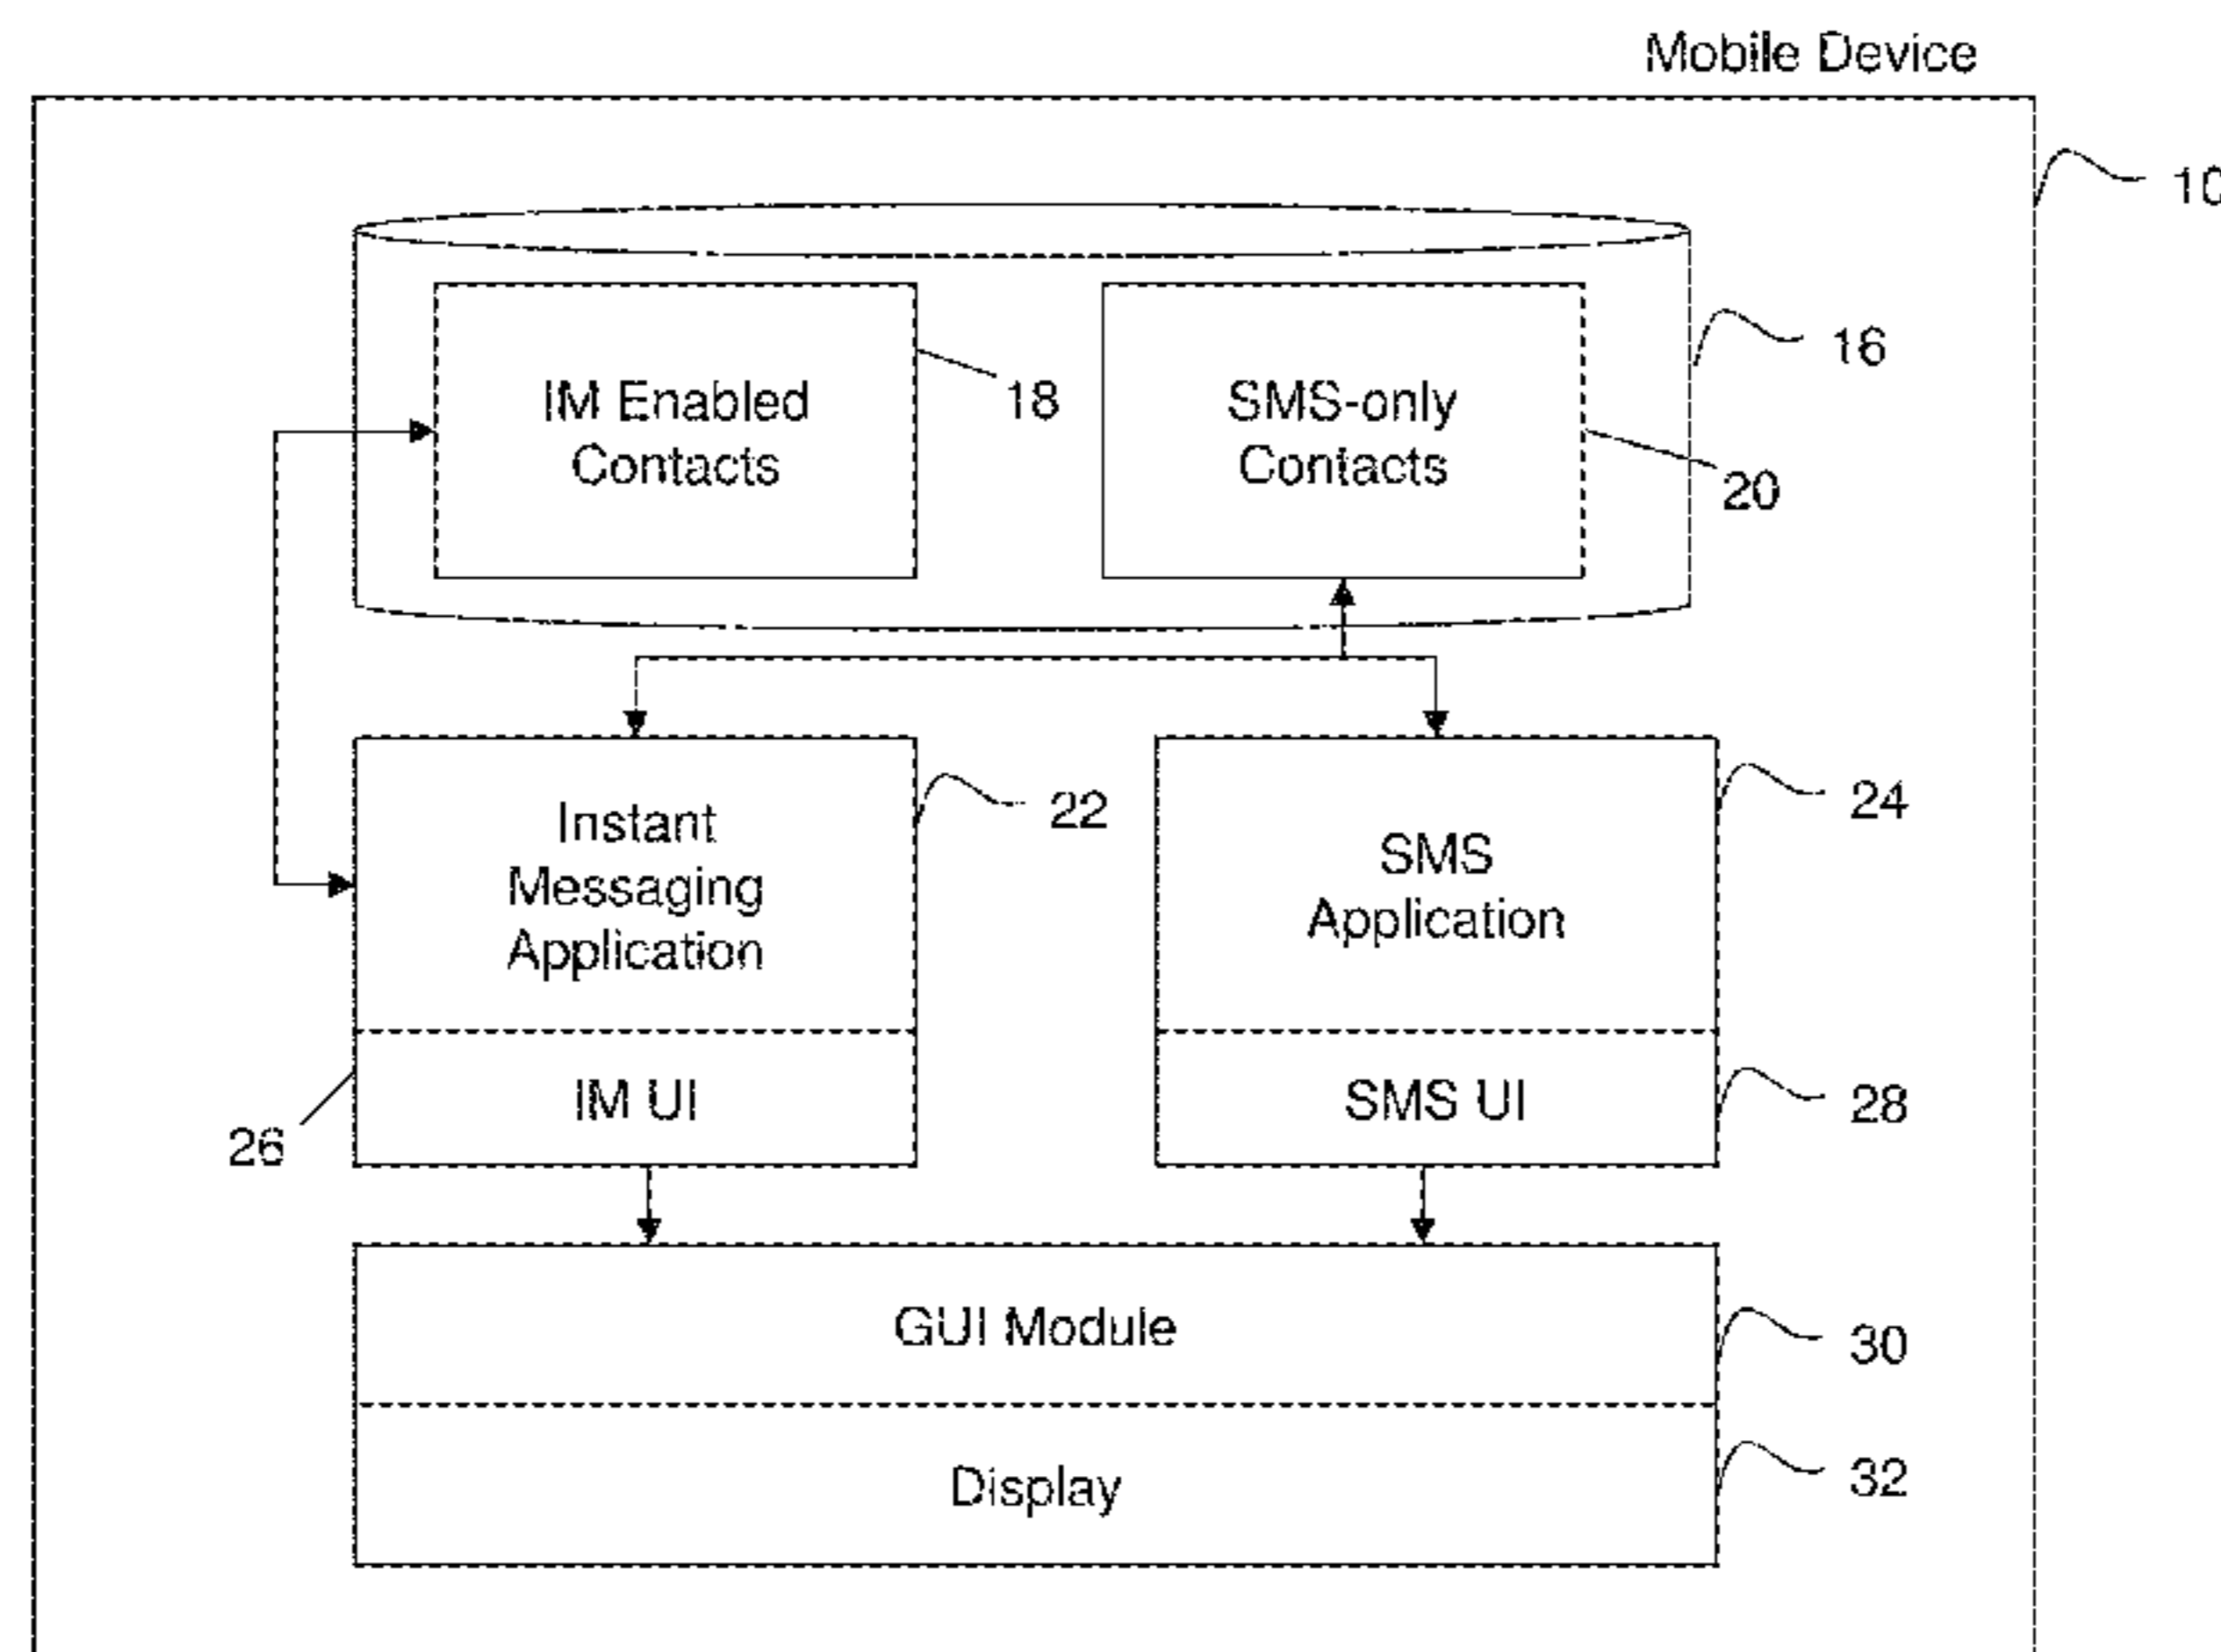 Mobile Device
10
16
IM Enabled
Contacts
18
SMS-only
Contacts
20
Instant
Messaging
Application
22
SMS
Application
24
IM UI
26
SMS UI
28
GUI Module
30
Display
32